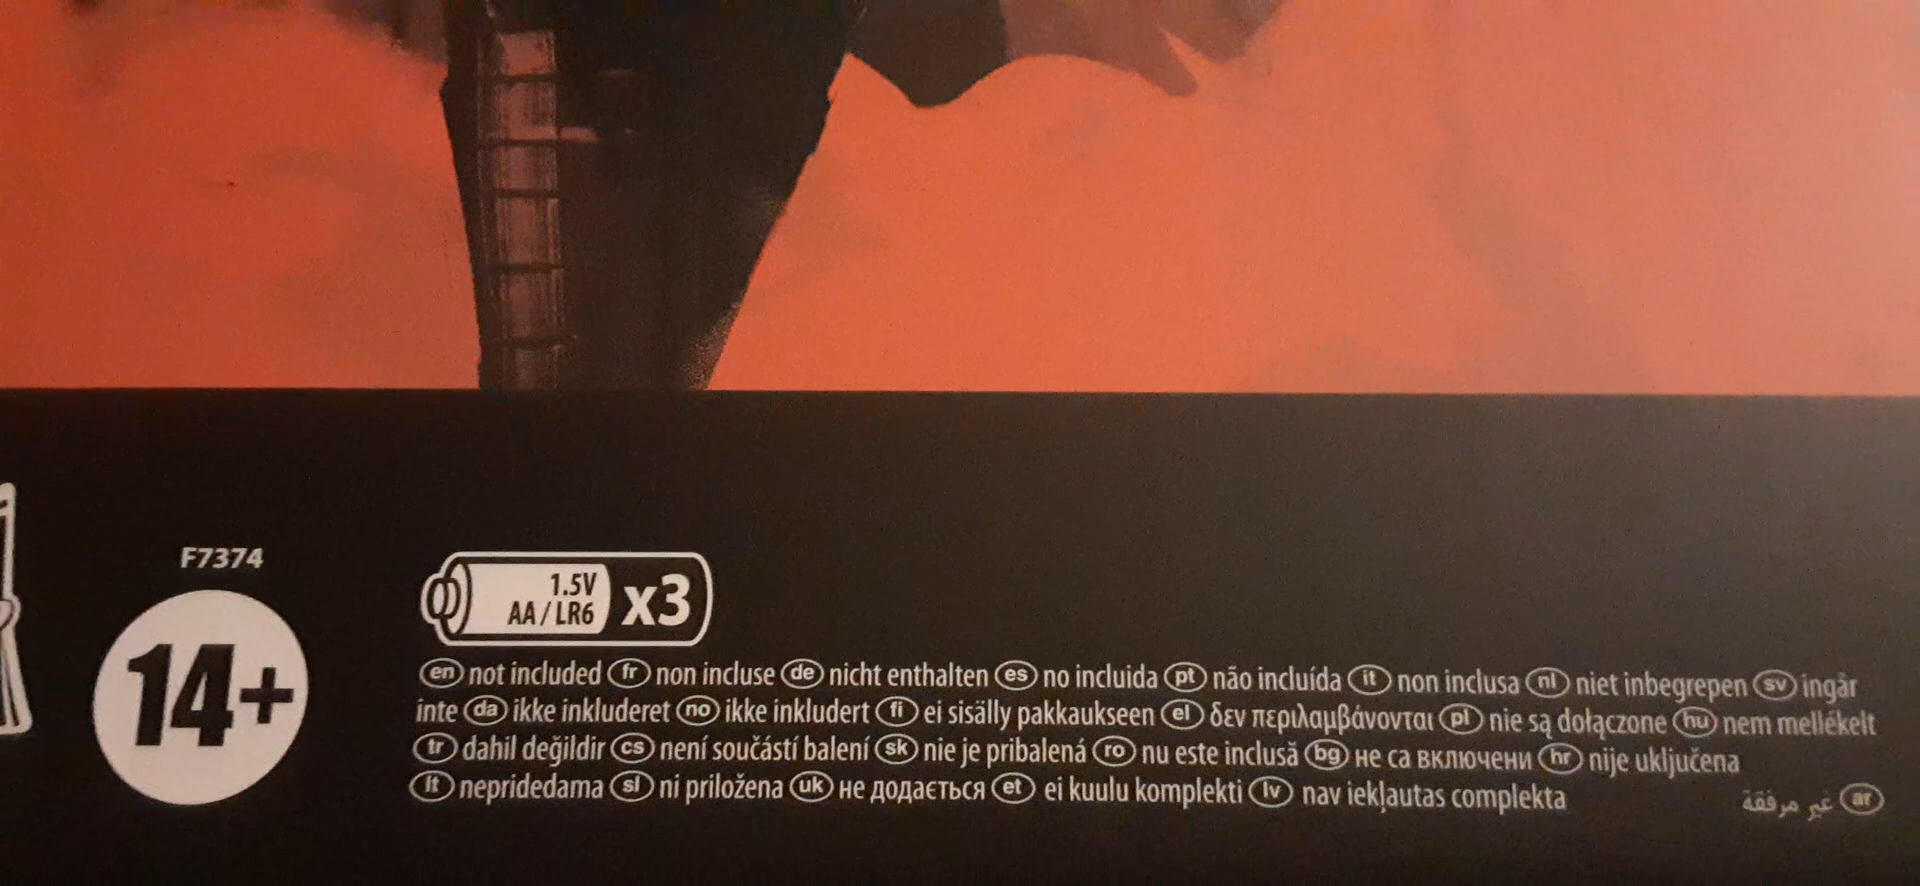 F7374
14+
1.5V
AA / LR6
x3
en not included fr non incluse de nicht enthalten es no incluida pt não incluída it non inclusa nl niet inbegrepen sv ingår
inte da ikke inkluderet no ikke inkludert fi ei sisälly pakkaukseen el δεν περιλαμβάνονται pl nie są dołączone hu nem mellékelt
tr dahil değildir cs není součástí balení sk nie je pribalená ro nu este inclusă bg не са включени hr nije uključena
lt nepridedama sl ni priložena uk не додається et ei kuulu komplekti lv nav iekļautas complekta
ar غير مرفقة